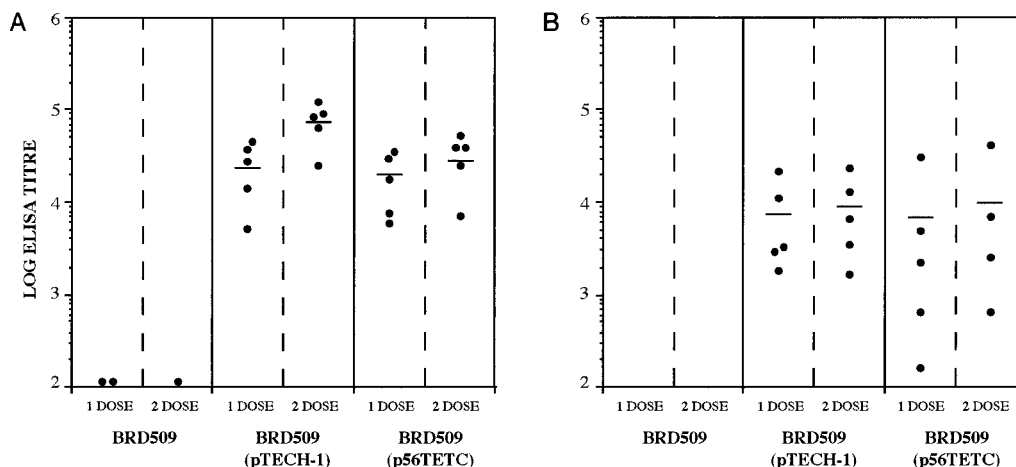 A
B
LOG ELISA TITRE
6
5
4
3
2
6
5
4
3
2
1 DOSE 2 DOSE 1 DOSE 2 DOSE 1 DOSE 2 DOSE
BRD509 BRD509 BRD509
(pTECH-1) (p56TETC)
1 DOSE 2 DOSE 1 DOSE 2 DOSE 1 DOSE 2 DOSE
BRD509 BRD509 BRD509
(pTECH-1) (p56TETC)